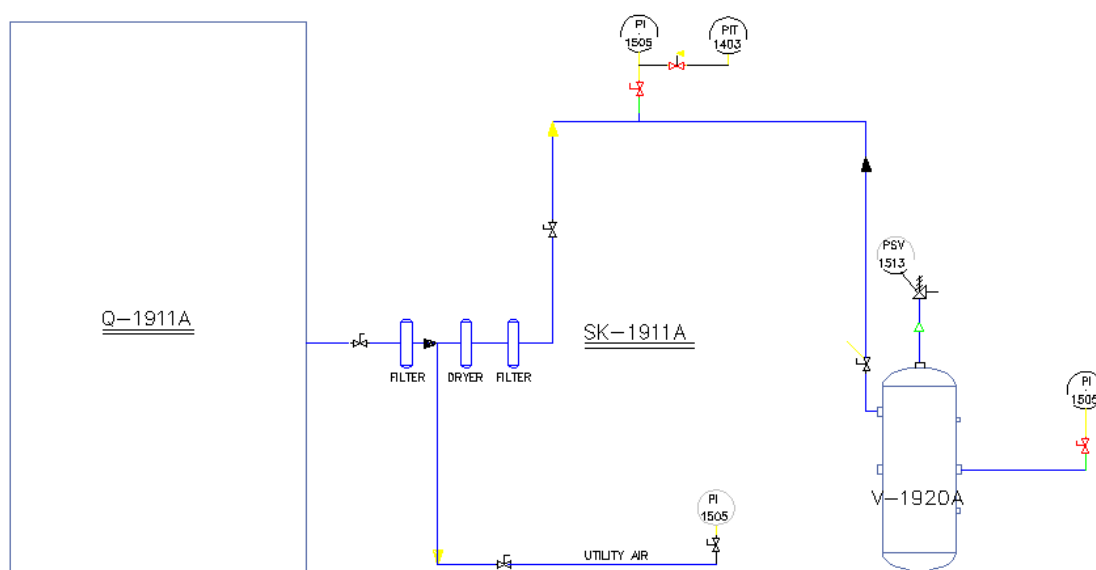 PI
1505
PIT
1403
PSV
1513
Q-1911A
SK-1911A
FILTER
DRYER
FILTER
PI
1505
V-1920A
PI
1505
UTILITY AIR